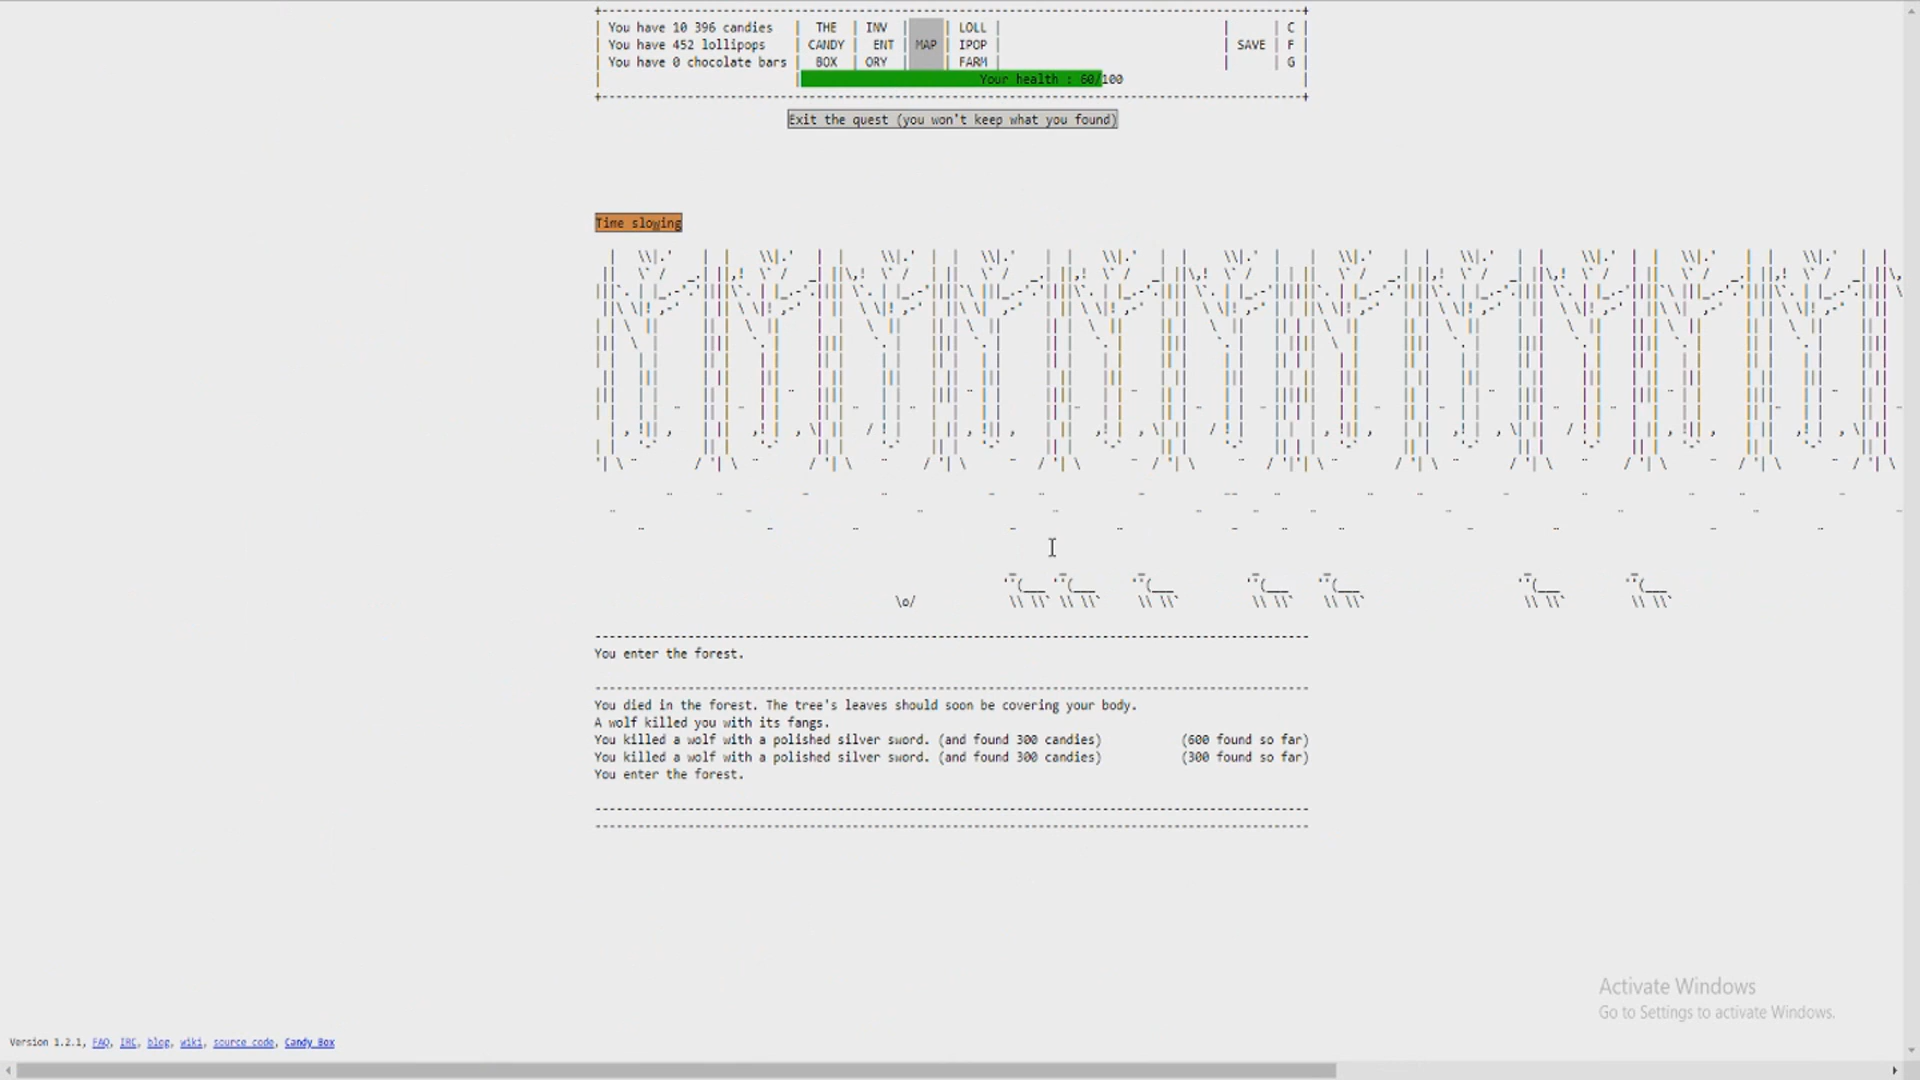 You have 10 396 candies
You have 452 lollipops
You have 0 chocolate bars
THE CANDY BOX
INV ENT ORY
MAP
LOLL IPOP FARM
SAVE
C
F
G
Your health : 60/100
Exit the quest (you won't keep what you found)
Time slowing
\o/
You enter the forest.
You died in the forest. The tree's leaves should soon be covering your body.
A wolf killed you with its fangs.
You killed a wolf with a polished silver sword. (and found 300 candies) (600 found so far)
You killed a wolf with a polished silver sword. (and found 300 candies) (300 found so far)
You enter the forest.
Activate Windows
Go to Settings to activate Windows.
Version 1.2.1, FAQ, IRC, blog, wiki, source code, Candy Box